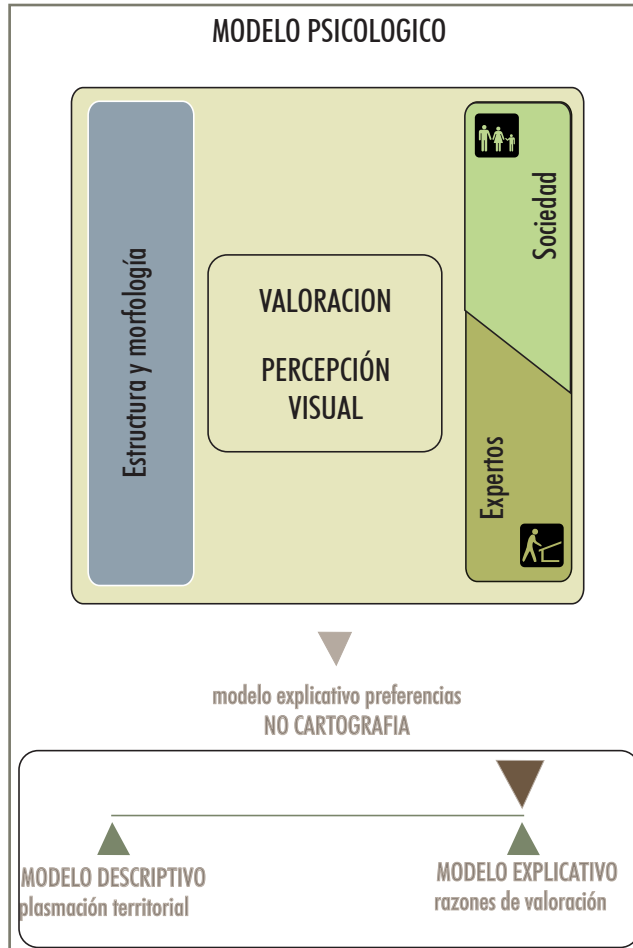 MODELO PSICOLOGICO
Estructura y morfología
VALORACION
PERCEPCIÓN
VISUAL
Sociedad
Expertos
modelo explicativo preferencias
NO CARTOGRAFIA
MODELO DESCRIPTIVO
plasmación territorial
MODELO EXPLICATIVO
razones de valoración